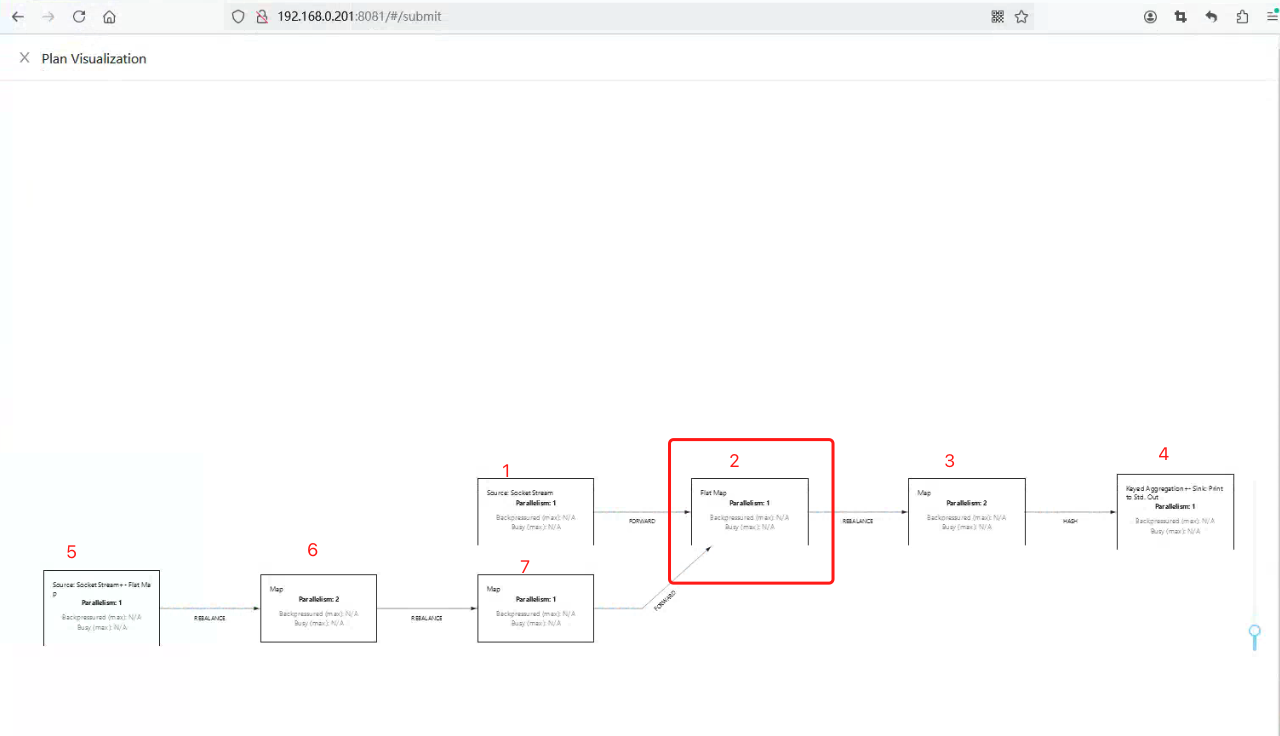 192.168.0.201:8081/#/submit
Plan Visualization
1
2
3
4
Source: Socket Stream
Parallelism: 1
Backpressured (max): N/A
Busy (max): N/A
FORWARD
Flat Map
Parallelism: 1
Backpressured (max): N/A
Busy (max): N/A
REBALANCE
Map
Parallelism: 2
Backpressured (max): N/A
Busy (max): N/A
HASH
Keyed Aggregation +- Sink: Print
to Std. Out
Parallelism: 1
Backpressured (max): N/A
Busy (max): N/A
5
6
7
Source: Socket Stream +- Flat Ma
p
Parallelism: 1
Backpressured (max): N/A
Busy (max): N/A
REBALANCE
Map
Parallelism: 2
Backpressured (max): N/A
Busy (max): N/A
REBALANCE
Map
Parallelism: 1
Backpressured (max): N/A
Busy (max): N/A
FORWARD